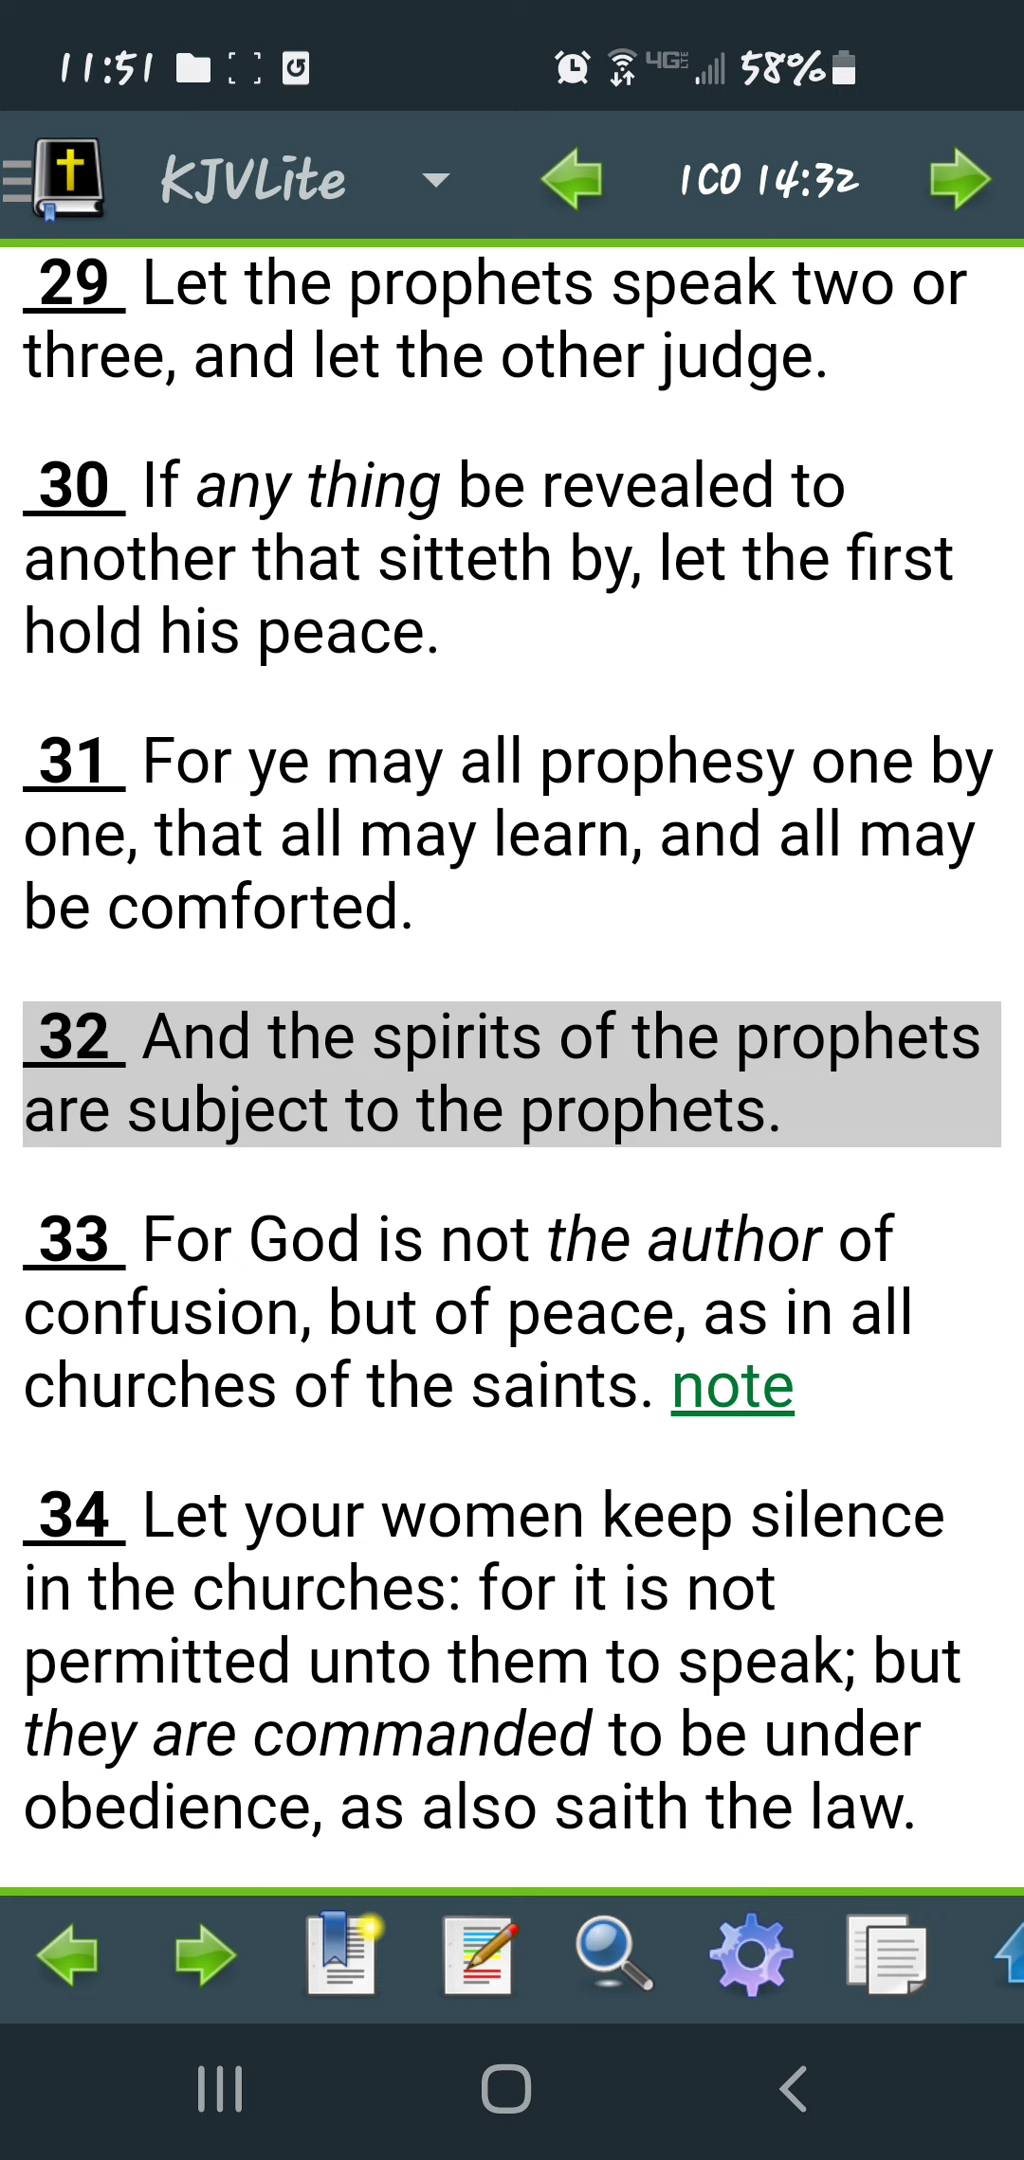 11:51 4G LTE 58%
KJVLite 1CO 14:32
29 Let the prophets speak two or
three, and let the other judge.
30 If any thing be revealed to
another that sitteth by, let the first
hold his peace.
31 For ye may all prophesy one by
one, that all may learn, and all may
be comforted.
32 And the spirits of the prophets
are subject to the prophets.
33 For God is not the author of
confusion, but of peace, as in all
churches of the saints. note
34 Let your women keep silence
in the churches: for it is not
permitted unto them to speak; but
they are commanded to be under
obedience, as also saith the law.